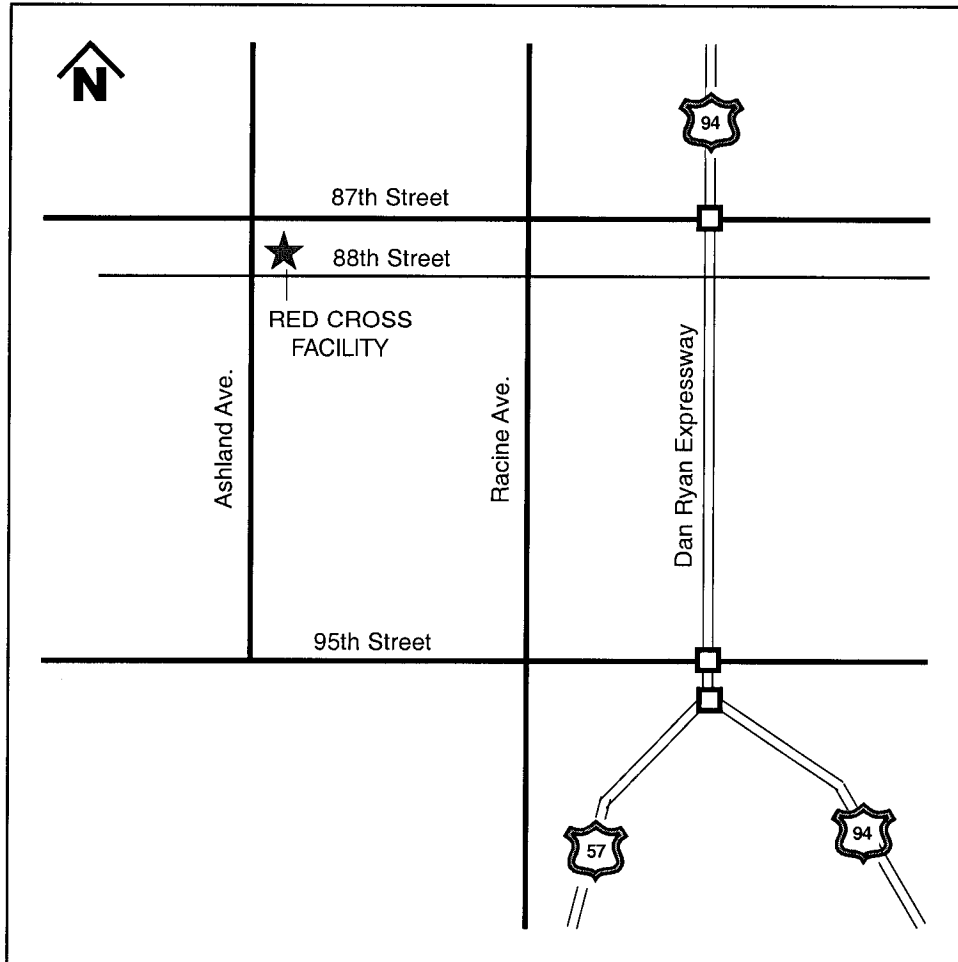 N
94
87th Street
88th Street
RED CROSS
FACILITY
Ashland Ave.
Racine Ave.
Dan Ryan Expressway
95th Street
57
94